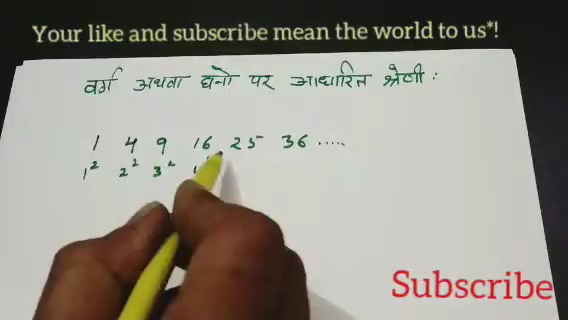 Your like and subscribe mean the world to us*!
वर्ग अथवा घनो पर आधारित श्रेणी :
1 4 9 16 25 36 .....
1² 2² 3²
Subscribe